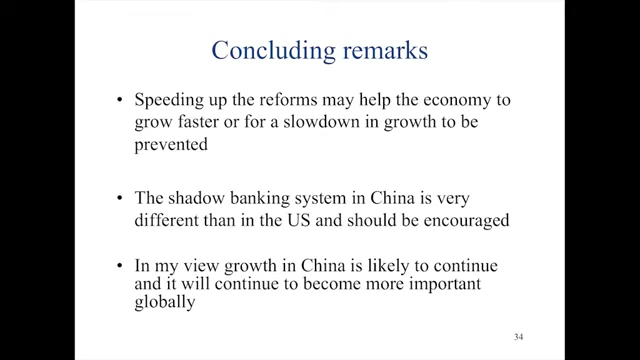 Concluding remarks
• Speeding up the reforms may help the economy to
grow faster or for a slowdown in growth to be
prevented
• The shadow banking system in China is very
different than in the US and should be encouraged
• In my view growth in China is likely to continue
and it will continue to become more important
globally
34